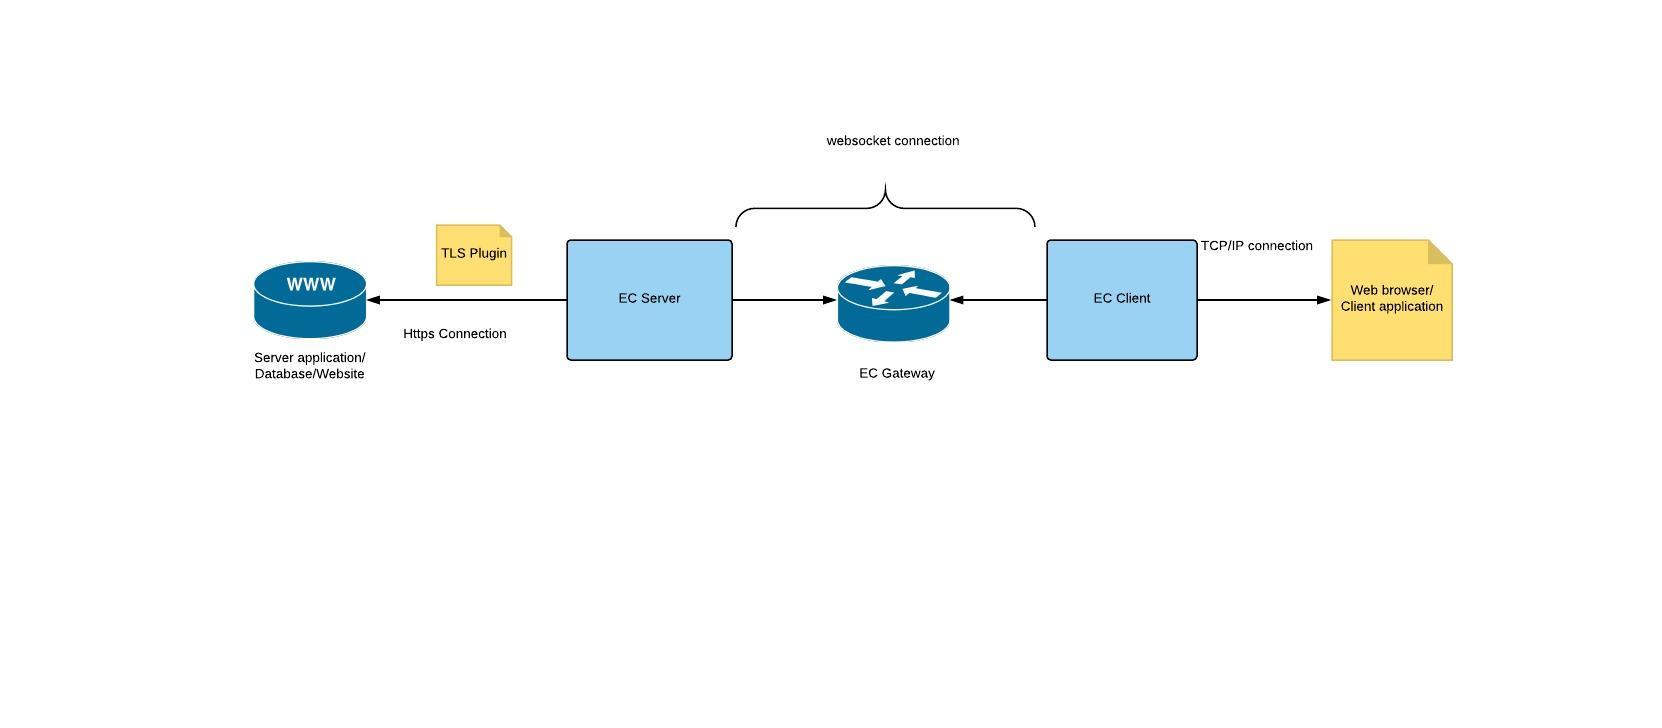 websocket connection
TLS Plugin
TCP/IP connection
WWW
EC Server
EC Client
Web browser/
Client application
Https Connection
Server application/
Database/Website
EC Gateway